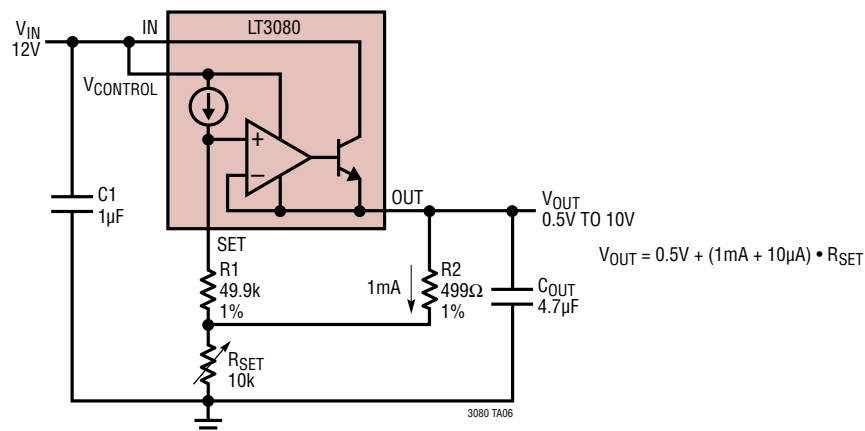 VIN
12V
IN
LT3080
VCONTROL
+
–
C1
1µF
OUT
VOUT
0.5V TO 10V
VOUT = 0.5V + (1mA + 10µA) • RSET
SET
R1
49.9k
1%
1mA
R2
499Ω
1%
COUT
4.7µF
RSET
10k
3080 TA06